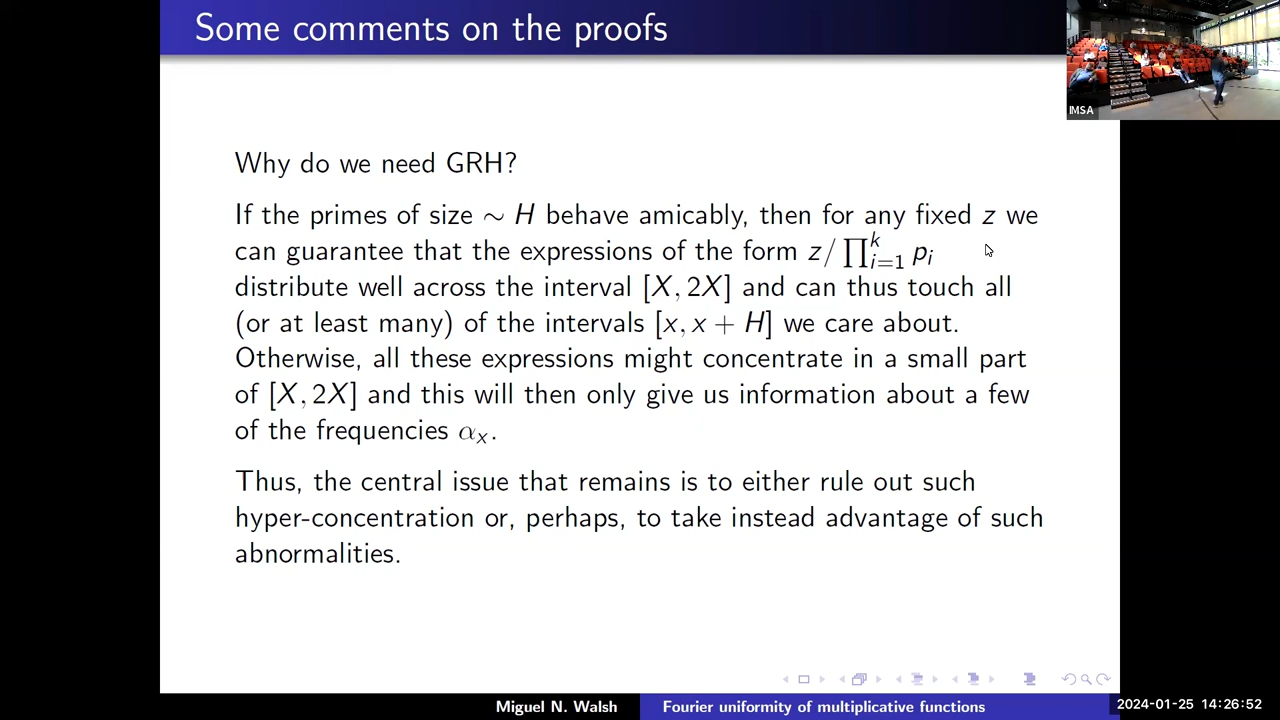 Some comments on the proofs
IMSA
Why do we need GRH?
If the primes of size ∼ H behave amicably, then for any fixed z we
can guarantee that the expressions of the form z/∏_{i=1}^{k} p_i
distribute well across the interval [X, 2X] and can thus touch all
(or at least many) of the intervals [x, x + H] we care about.
Otherwise, all these expressions might concentrate in a small part
of [X, 2X] and this will then only give us information about a few
of the frequencies α_x.
Thus, the central issue that remains is to either rule out such
hyper-concentration or, perhaps, to take instead advantage of such
abnormalities.
Miguel N. Walsh
Fourier uniformity of multiplicative functions
2024-01-25 14:26:52